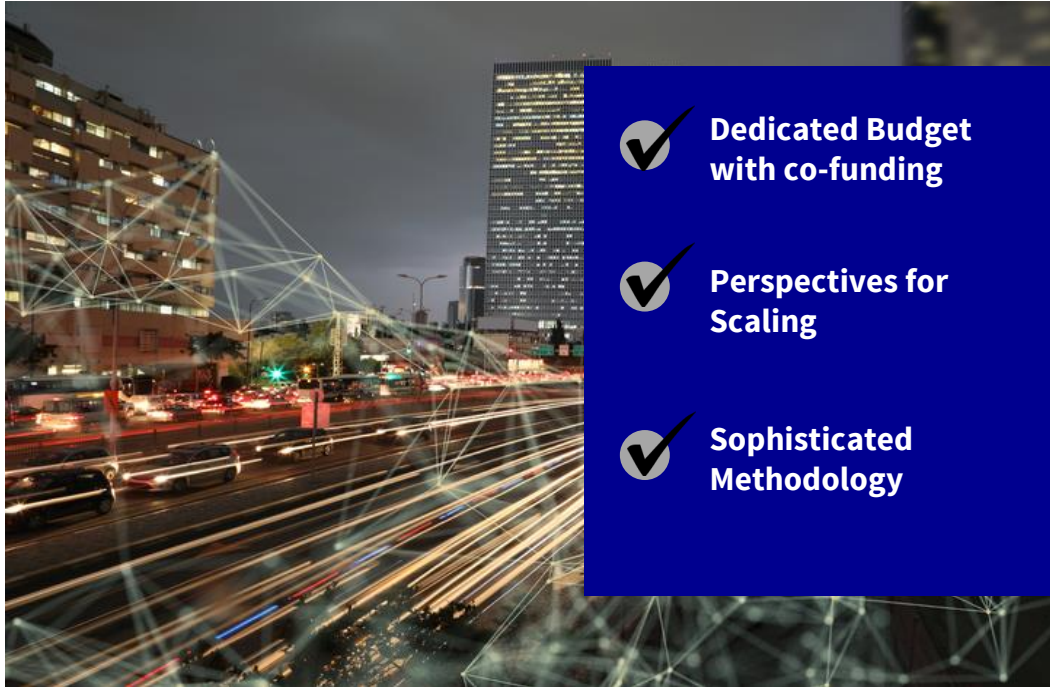 Dedicated Budget
with co-funding
Perspectives for
Scaling
Sophisticated
Methodology